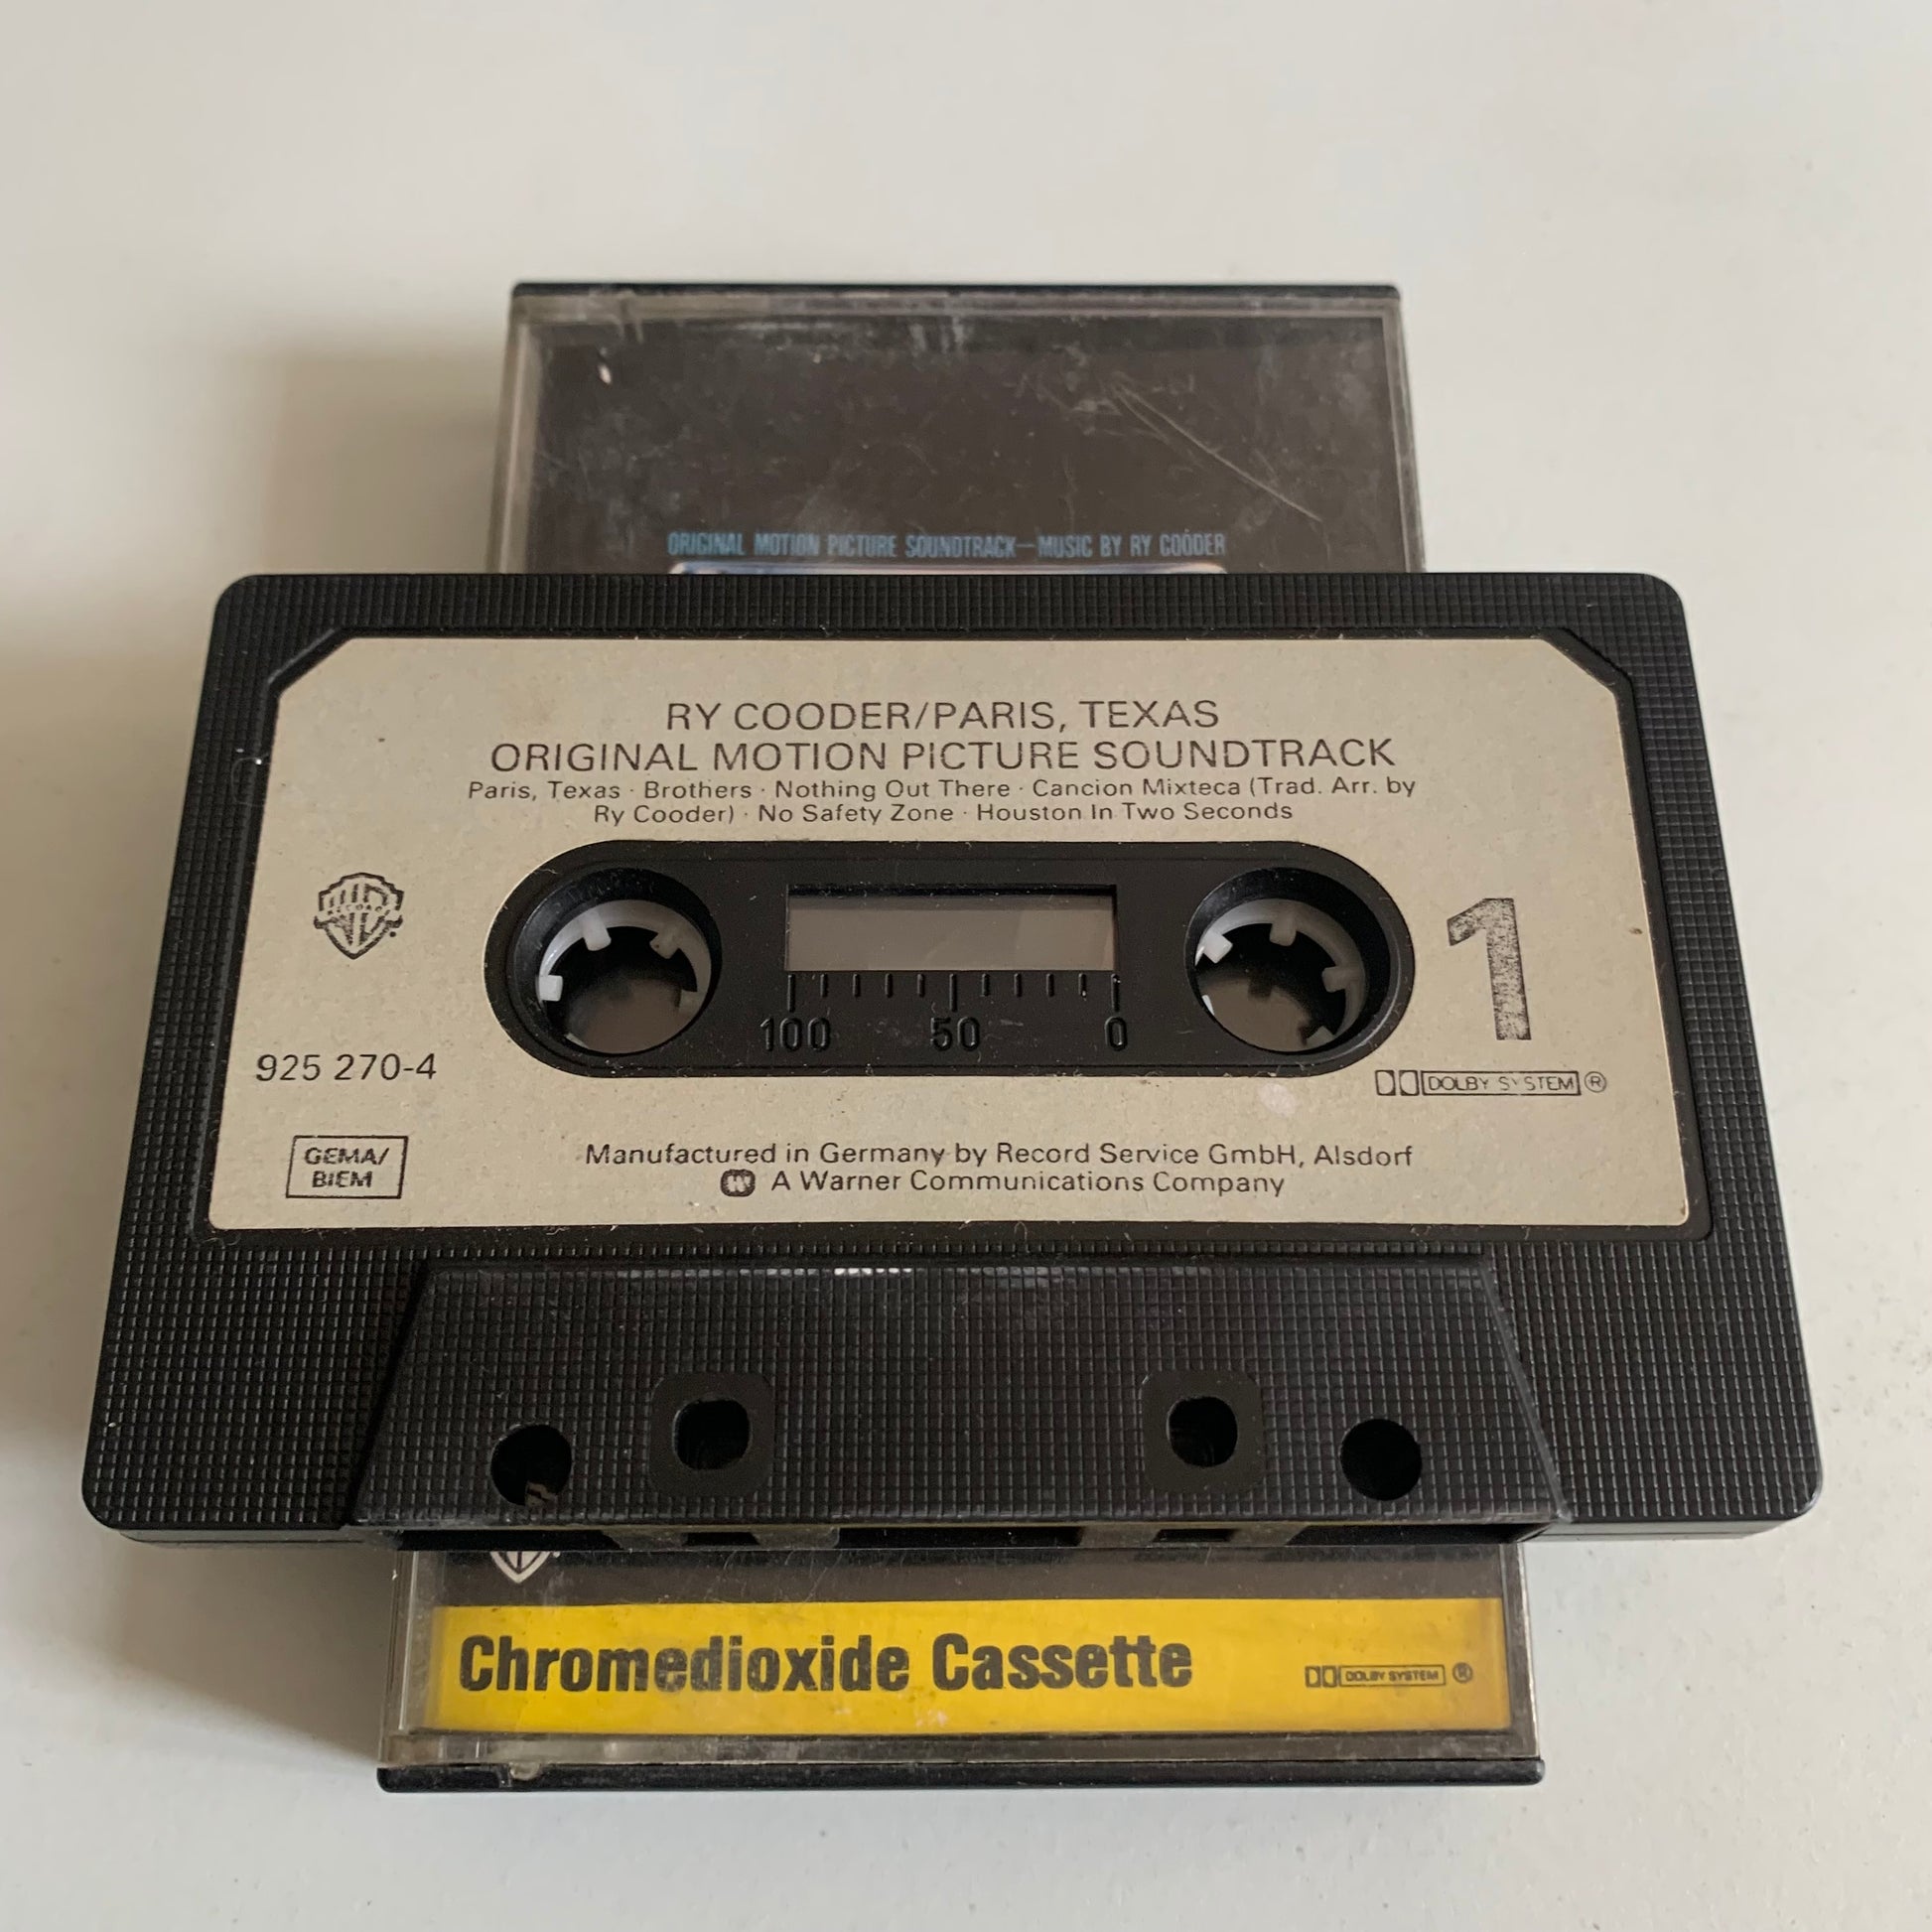 ORIGINAL MOTION PICTURE SOUNDTRACK—MUSIC BY RY COODER
RY COODER/PARIS, TEXAS
ORIGINAL MOTION PICTURE SOUNDTRACK
Paris, Texas · Brothers · Nothing Out There · Cancion Mixteca (Trad. Arr. by
Ry Cooder) · No Safety Zone · Houston In Two Seconds
RECORDS
1
100 50 0
925 270-4
DOLBY SYSTEM ®
GEMA/
BIEM
Manufactured in Germany by Record Service GmbH, Alsdorf
A Warner Communications Company
Chromedioxide Cassette
DOLBY SYSTEM ®